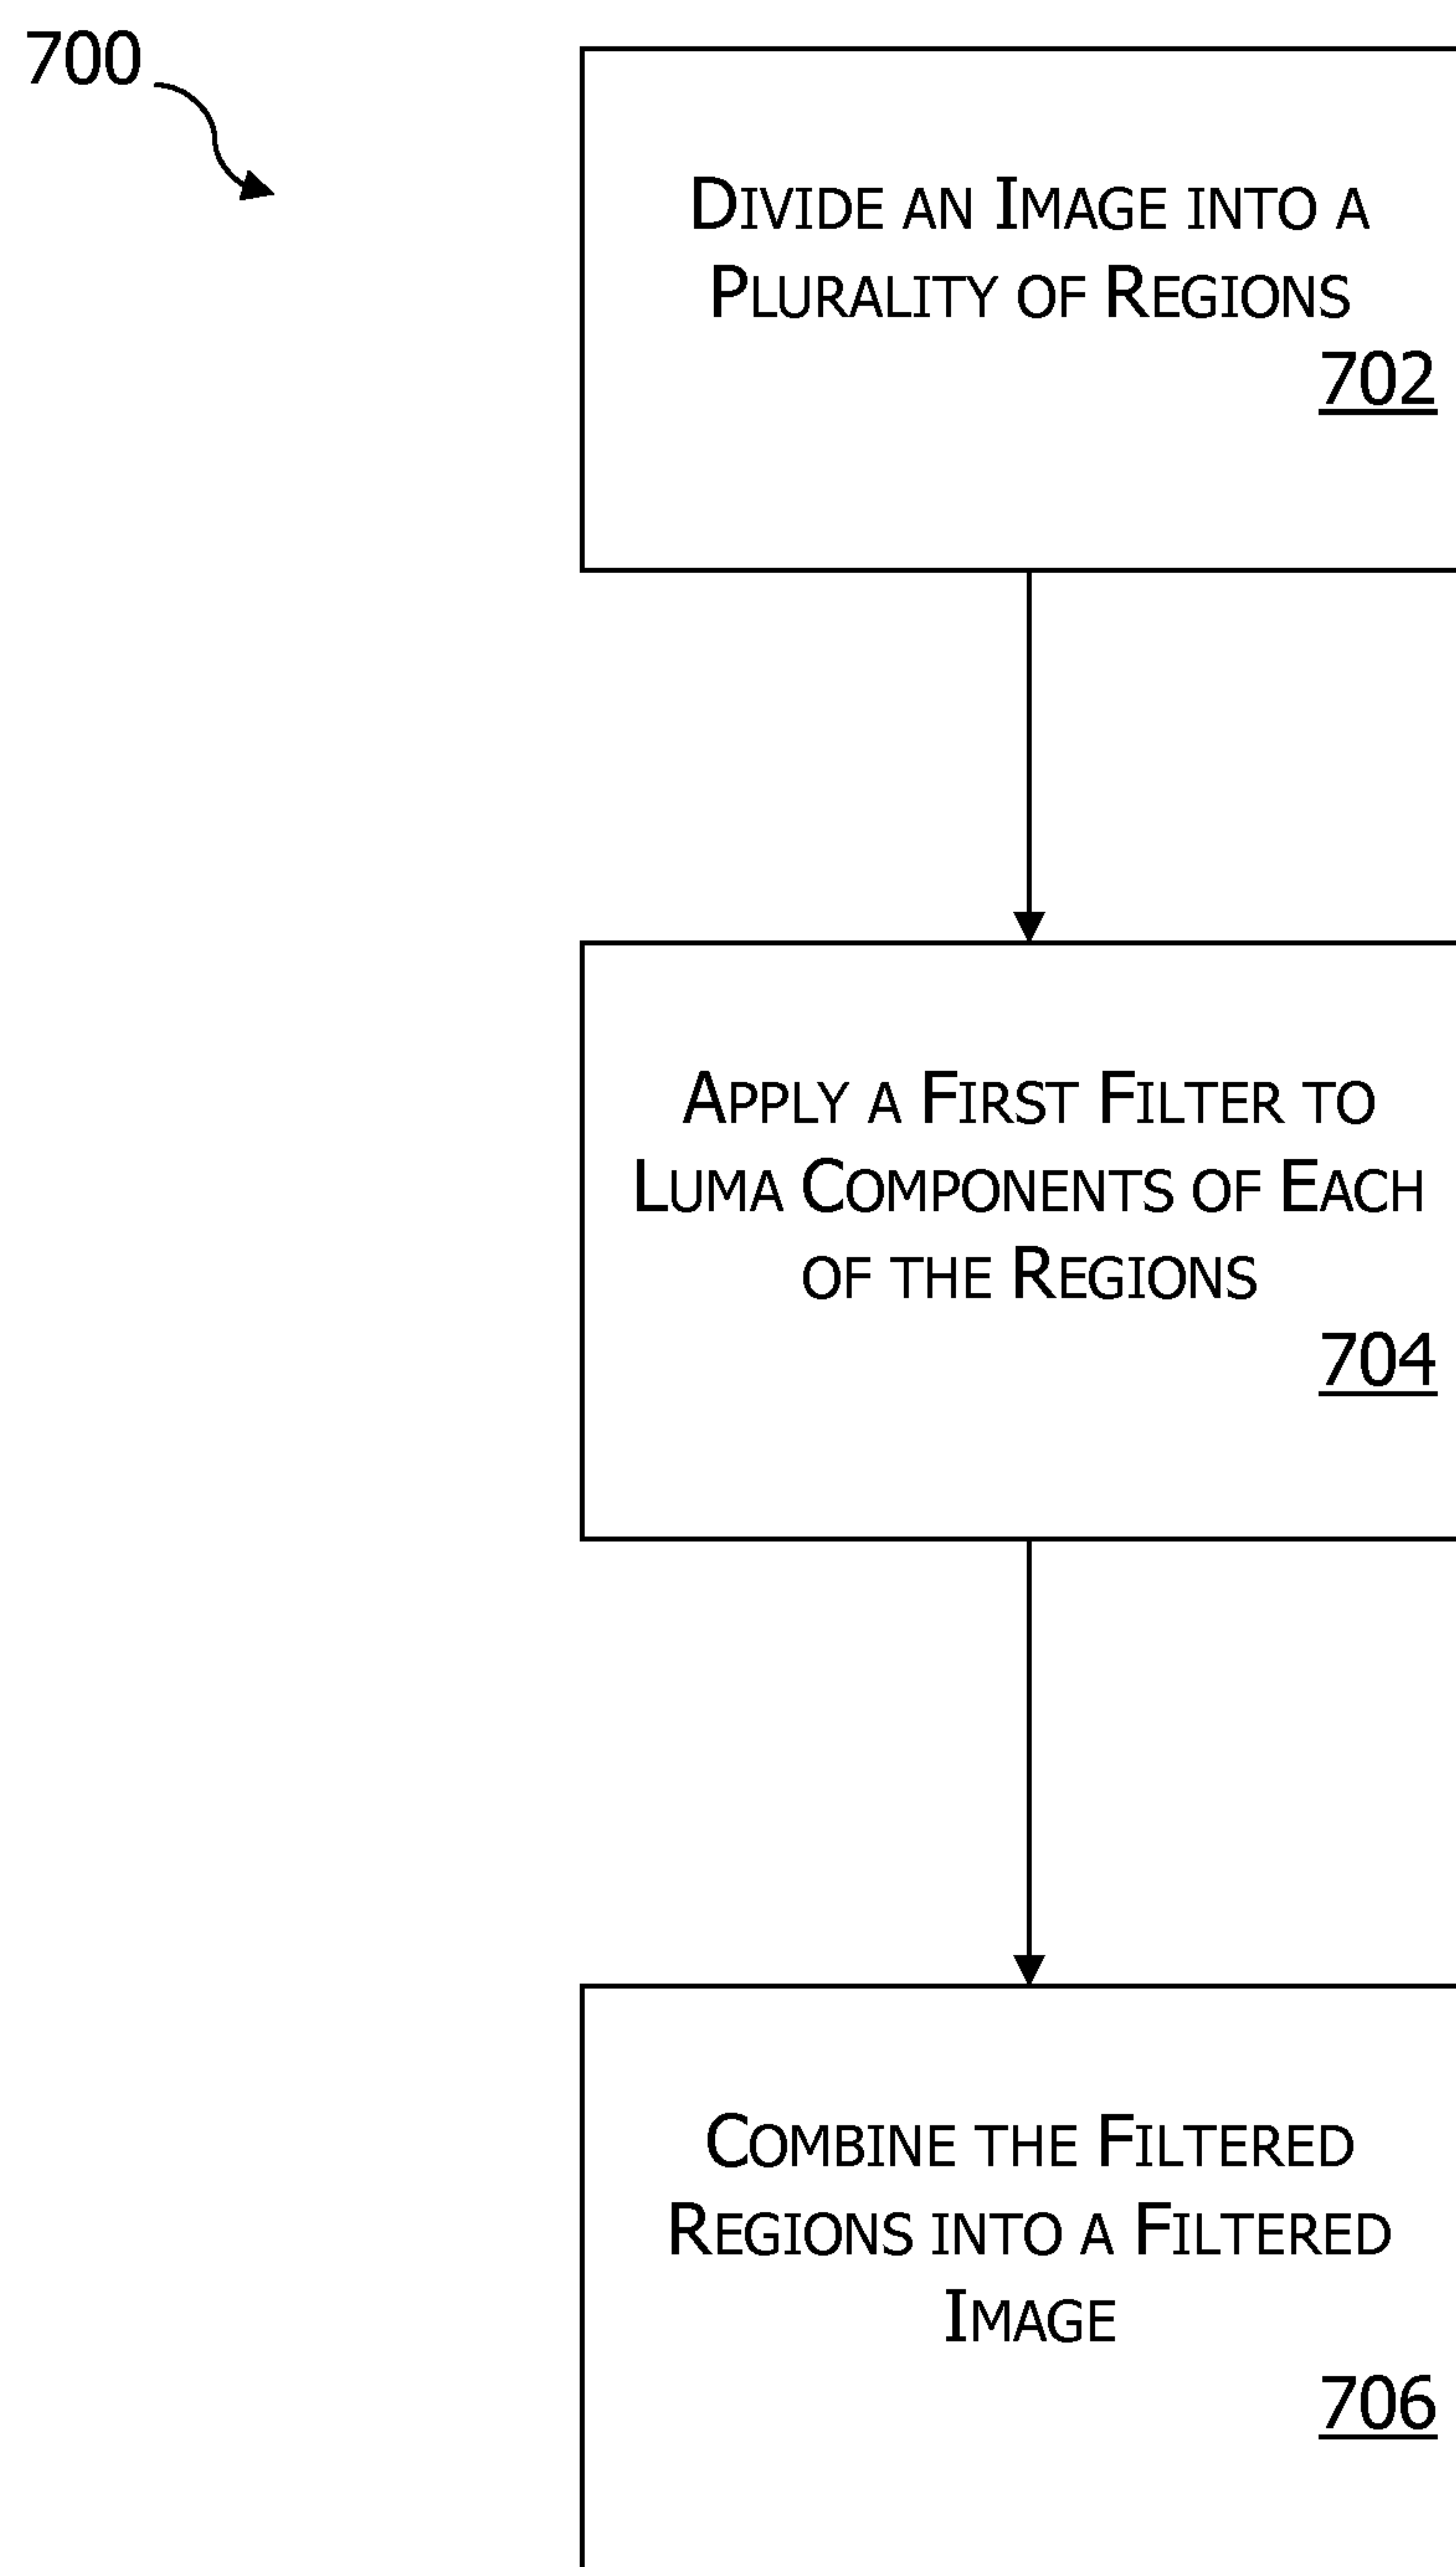 700
Divide an Image into a
Plurality of Regions
702
Apply a First Filter to
Luma Components of Each
of the Regions
704
Combine the Filtered
Regions into a Filtered
Image
706